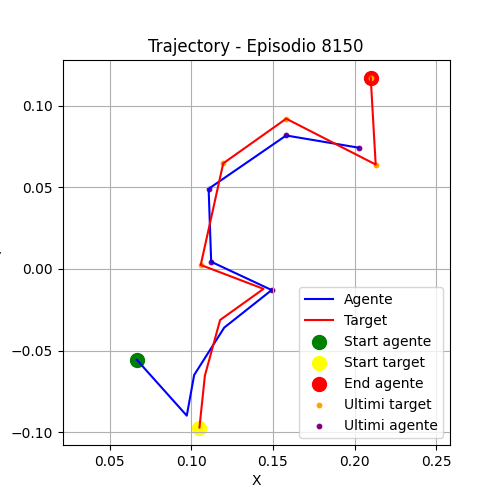 Trajectory - Episodio 8150
0.10
0.05
0.00
−0.05
−0.10
0.05
0.10
0.15
0.20
0.25
X
Agente
Target
Start agente
Start target
End agente
Ultimi target
Ultimi agente